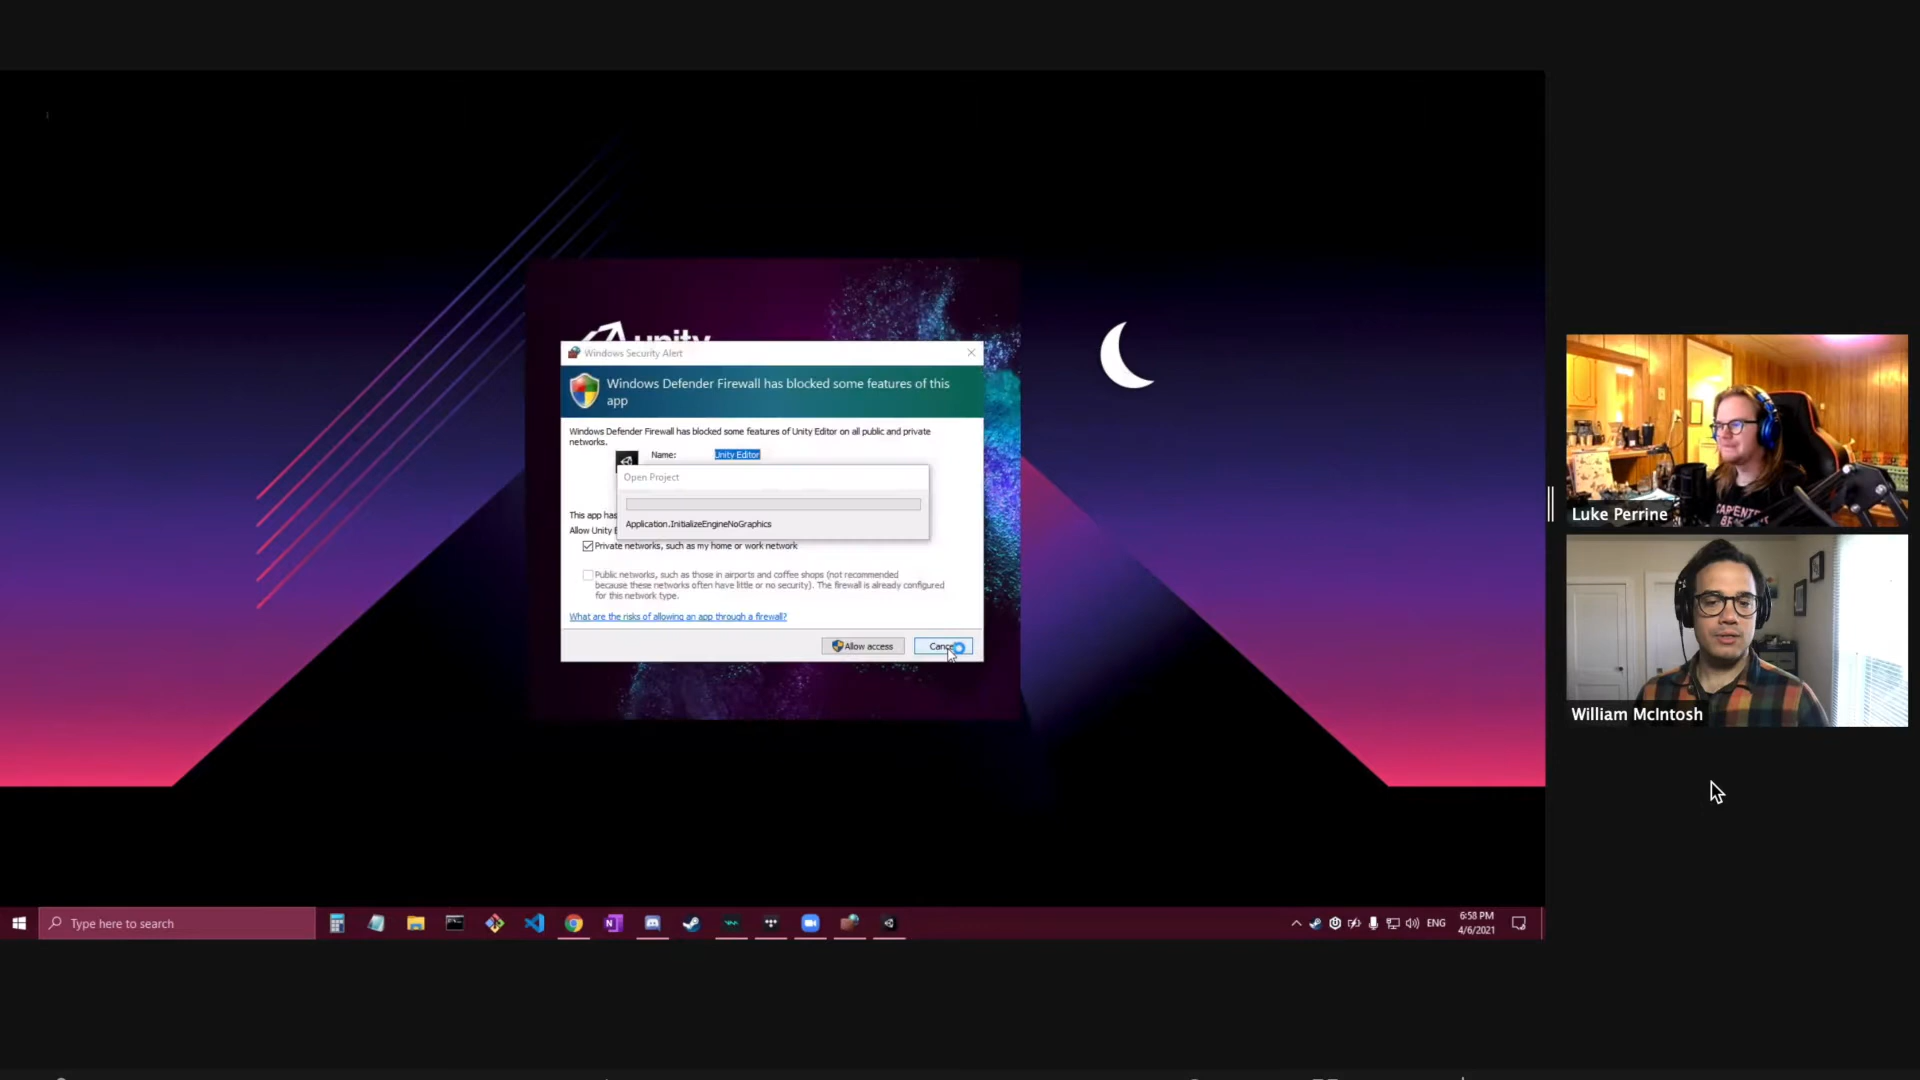 unity
Windows Security Alert
Windows Defender Firewall has blocked some features of this
app
Windows Defender Firewall has blocked some features of Unity Editor on all public and private
networks.
Name:
Unity Editor
Open Project
This app has
Application.InitializeEngineNoGraphics
Allow Unity E
Private networks, such as my home or work network
Public networks, such as those in airports and coffee shops (not recommended
because these networks often have little or no security). The firewall is already configured
for this network type.
What are the risks of allowing an app through a firewall?
Allow access
Cance
Luke Perrine
William McIntosh
Type here to search
ENG
6:58 PM
4/6/2021